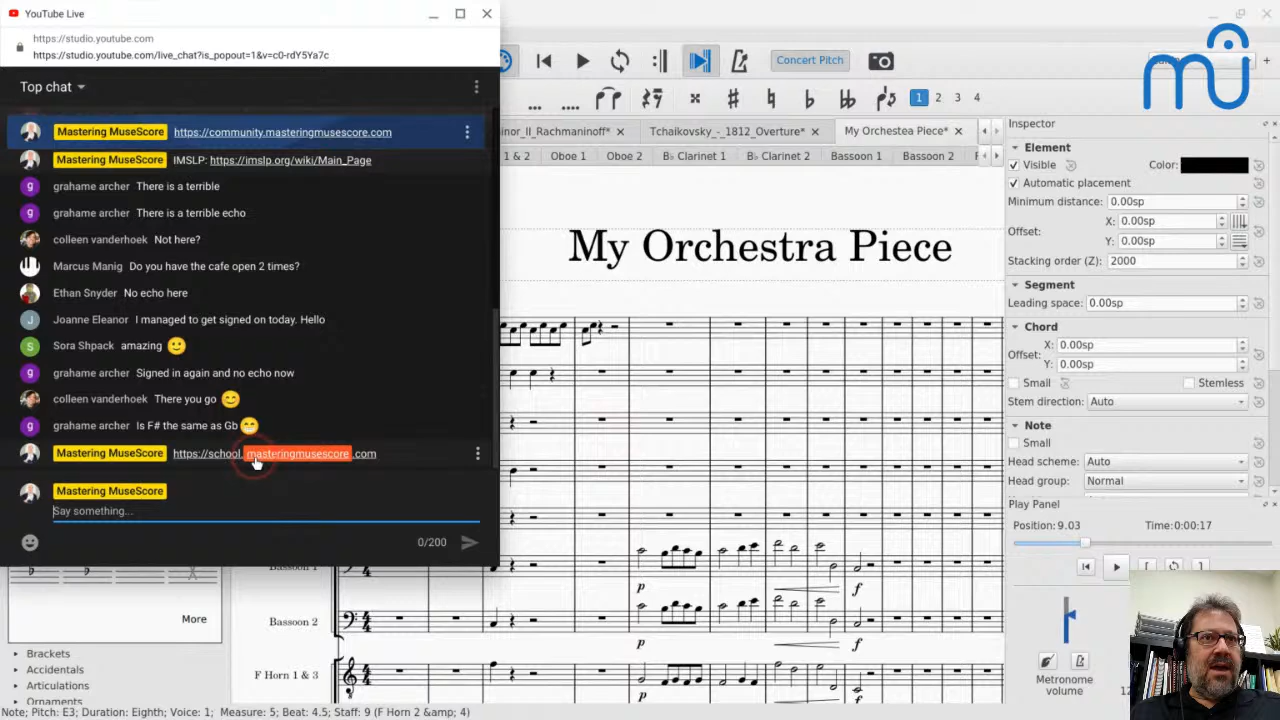 YouTube Live
https://studio.youtube.com
https://studio.youtube.com/live_chat?is_popout=1&v=c0-rdY5Ya7c
Top chat
Mastering MuseScore https://community.masteringmusescore.com
Mastering MuseScore IMSLP: https://imslp.org/wiki/Main_Page
g grahame archer There is a terrible
g grahame archer There is a terrible echo
colleen vanderhoek Not here?
Marcus Manig Do you have the cafe open 2 times?
Ethan Snyder No echo here
J Joanne Eleanor I managed to get signed on today. Hello
S Sora Shpack amazing
g grahame archer Signed in again and no echo now
colleen vanderhoek There you go
g grahame archer Is F# the same as Gb
Mastering MuseScore https://school.masteringmusescore.com
Mastering MuseScore
Say something...
0/200
More
Brackets
Accidentals
Articulations
Ornaments
Concert Pitch
1 2 3 4
inor_II_Rachmaninoff* Tchaikovsky_-_1812_Overture* My Orchestea Piece*
1 & 2 Oboe 1 Oboe 2 B♭ Clarinet 1 B♭ Clarinet 2 Bassoon 1 Bassoon 2 F
My Orchestra Piece
Bassoon 1
p f
Bassoon 2
p f
F Horn 1 & 3
p
Inspector
Element
Visible Color:
Automatic placement
Minimum distance: 0.00sp
Offset: X: 0.00sp
Y: 0.00sp
Stacking order (Z): 2000
Segment
Leading space: 0.00sp
Chord
Offset: X: 0.00sp
Y: 0.00sp
Small Stemless
Stem direction: Auto
Note
Small
Head scheme: Auto
Head group: Normal
Play Panel
Position: 9.03 Time:0:00:17
Metronome
volume
Note; Pitch: E3; Duration: Eighth; Voice: 1; Measure: 5; Beat: 4.5; Staff: 9 (F Horn 2 &amp; 4)